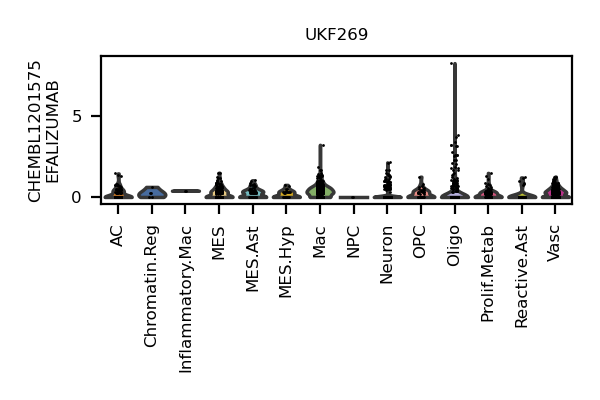 UKF269
CHEMBL1201575
EFALIZUMAB
5
0
AC
Chromatin.Reg
Inflammatory.Mac
MES
MES.Ast
MES.Hyp
Mac
NPC
Neuron
OPC
Oligo
Prolif.Metab
Reactive.Ast
Vasc